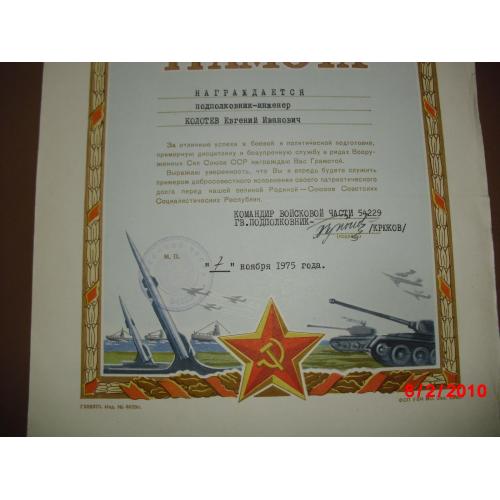 ГРАМОТА
НАГРАЖДАЕТСЯ
подполковник-инженер
КОЛОТЕВ Евгений Иванович
За отличные успехи в боевой и политической подготовке,
примерную дисциплину и безупречную службу в рядах Воору-
женных Сил Союза ССР награждаю Вас Грамотой.
Выражаю уверенность, что Вы и впредь будете служить
примером добросовестного исполнения своего патриотического
долга перед нашей великой Родиной—Союзом Советских
Социалистических Республик.
КОМАНДИР ВОЙСКОВОЙ ЧАСТИ 54229
ГВ.ПОДПОЛКОВНИК- /КРЮКОВ/
(подпись)
М. П.
"7" ноября 1975 года.
6/2/2010